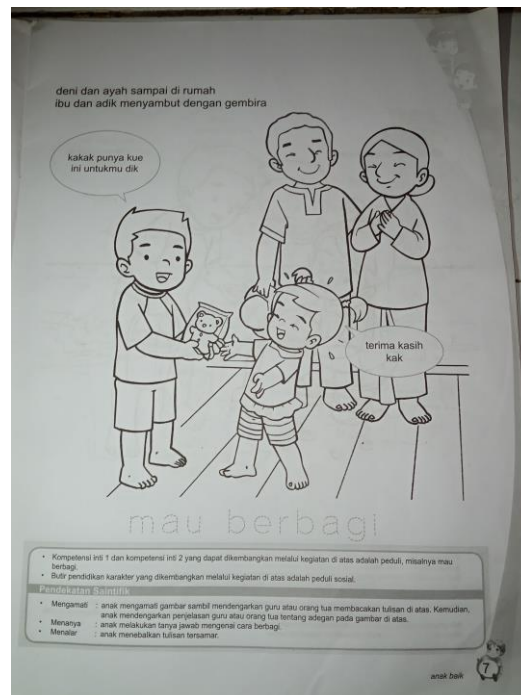 deni dan ayah sampai di rumah
ibu dan adik menyambut dengan gembira
kakak punya kue
ini untukmu dik
terima kasih
kak
mau berbagi
• Kompetensi inti 1 dan kompetensi inti 2 yang dapat dikembangkan melalui kegiatan di atas adalah peduli, misalnya mau
berbagi.
• Butir pendidikan karakter yang dikembangkan melalui kegiatan di atas adalah peduli sosial.
Pendekatan Saintifik
• Mengamati : anak mengamati gambar sambil mendengarkan guru atau orang tua membacakan tulisan di atas. Kemudian,
anak mendengarkan penjelasan guru atau orang tua tentang adegan pada gambar di atas.
• Menanya : anak melakukan tanya jawab mengenai cara berbagi.
• Menalar : anak menebalkan tulisan tersamar.
anak baik
7